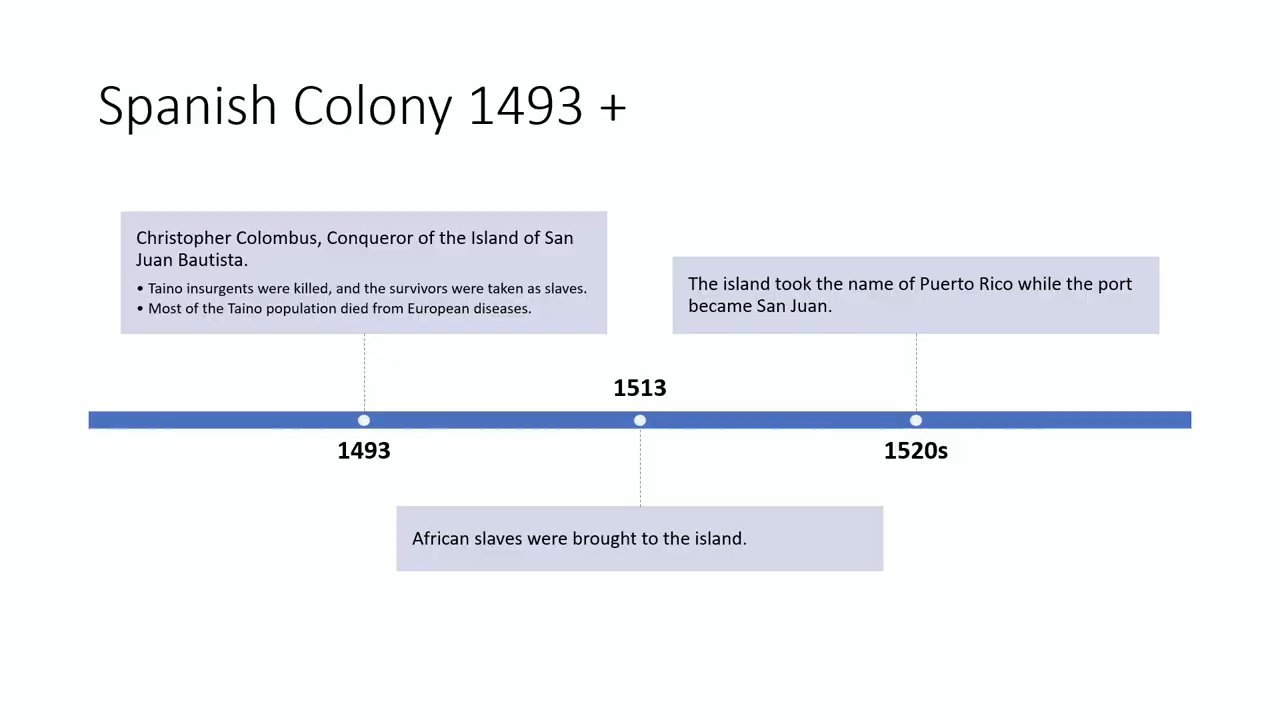 Spanish Colony 1493 +
Christopher Colombus, Conqueror of the Island of San
Juan Bautista.
• Taino insurgents were killed, and the survivors were taken as slaves.
• Most of the Taino population died from European diseases.
The island took the name of Puerto Rico while the port
became San Juan.
1513
1493
1520s
African slaves were brought to the island.